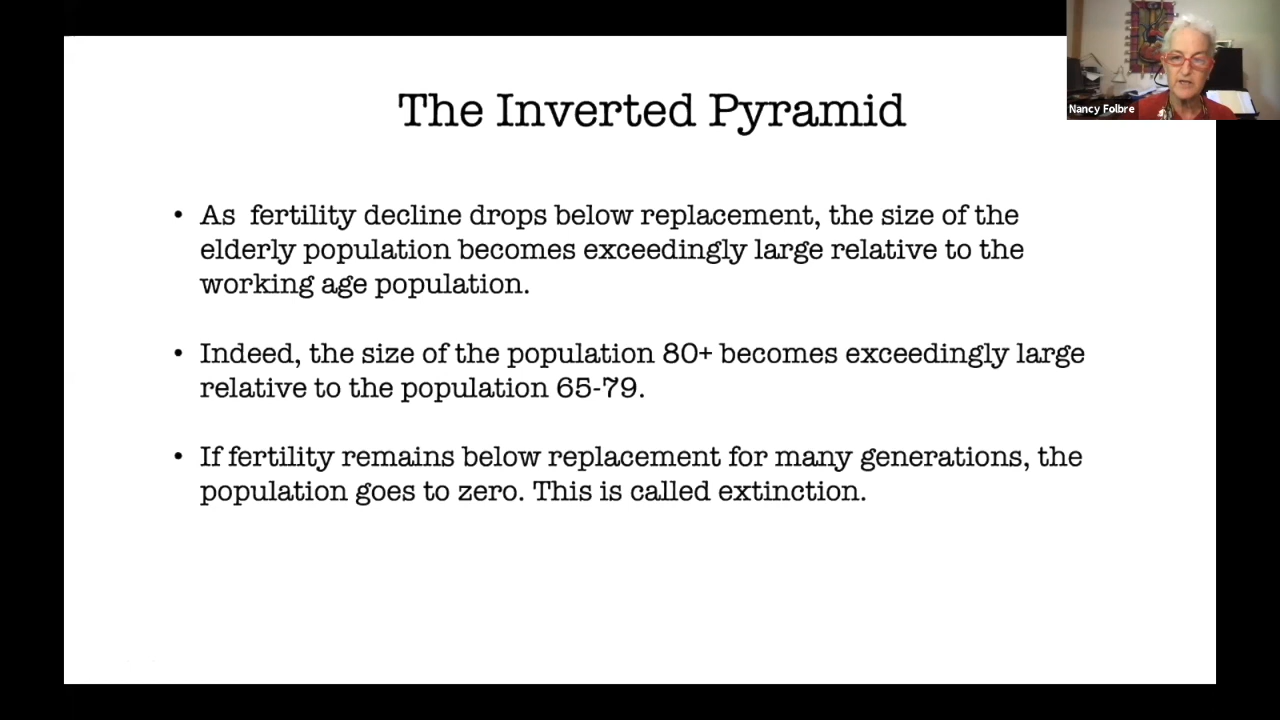 The Inverted Pyramid
Nancy Folbre
• As fertility decline drops below replacement, the size of the
elderly population becomes exceedingly large relative to the
working age population.
• Indeed, the size of the population 80+ becomes exceedingly large
relative to the population 65-79.
• If fertility remains below replacement for many generations, the
population goes to zero. This is called extinction.